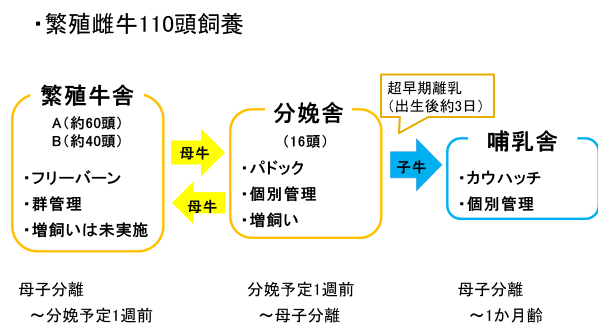 ・繁殖雌牛110頭飼養
繁殖牛舎
A（約60頭）
B（約40頭）
・フリーバーン
・群管理
・増飼いは未実施
母牛
母牛
分娩舎
（16頭）
・パドック
・個別管理
・増飼い
超早期離乳
（出生後約3日）
子牛
哺乳舎
・カウハッチ
・個別管理
母子分離
～分娩予定1週前
分娩予定1週前
～母子分離
母子分離
～1か月齢